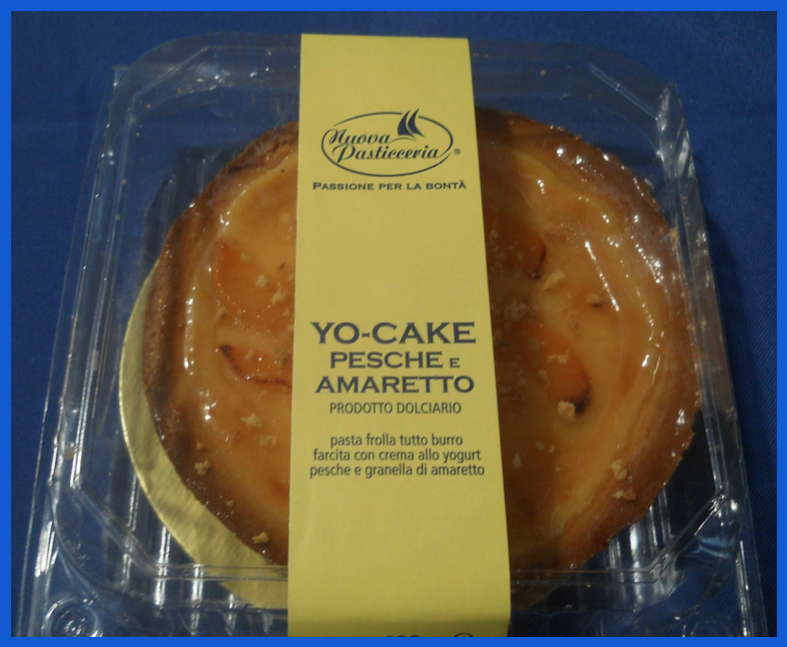 Nuova
Pasticceria®
PASSIONE PER LA BONTÀ
YO-CAKE
PESCHE E
AMARETTO
PRODOTTO DOLCIARIO
pasta frolla tutto burro
farcita con crema allo yogurt
pesche e granella di amaretto